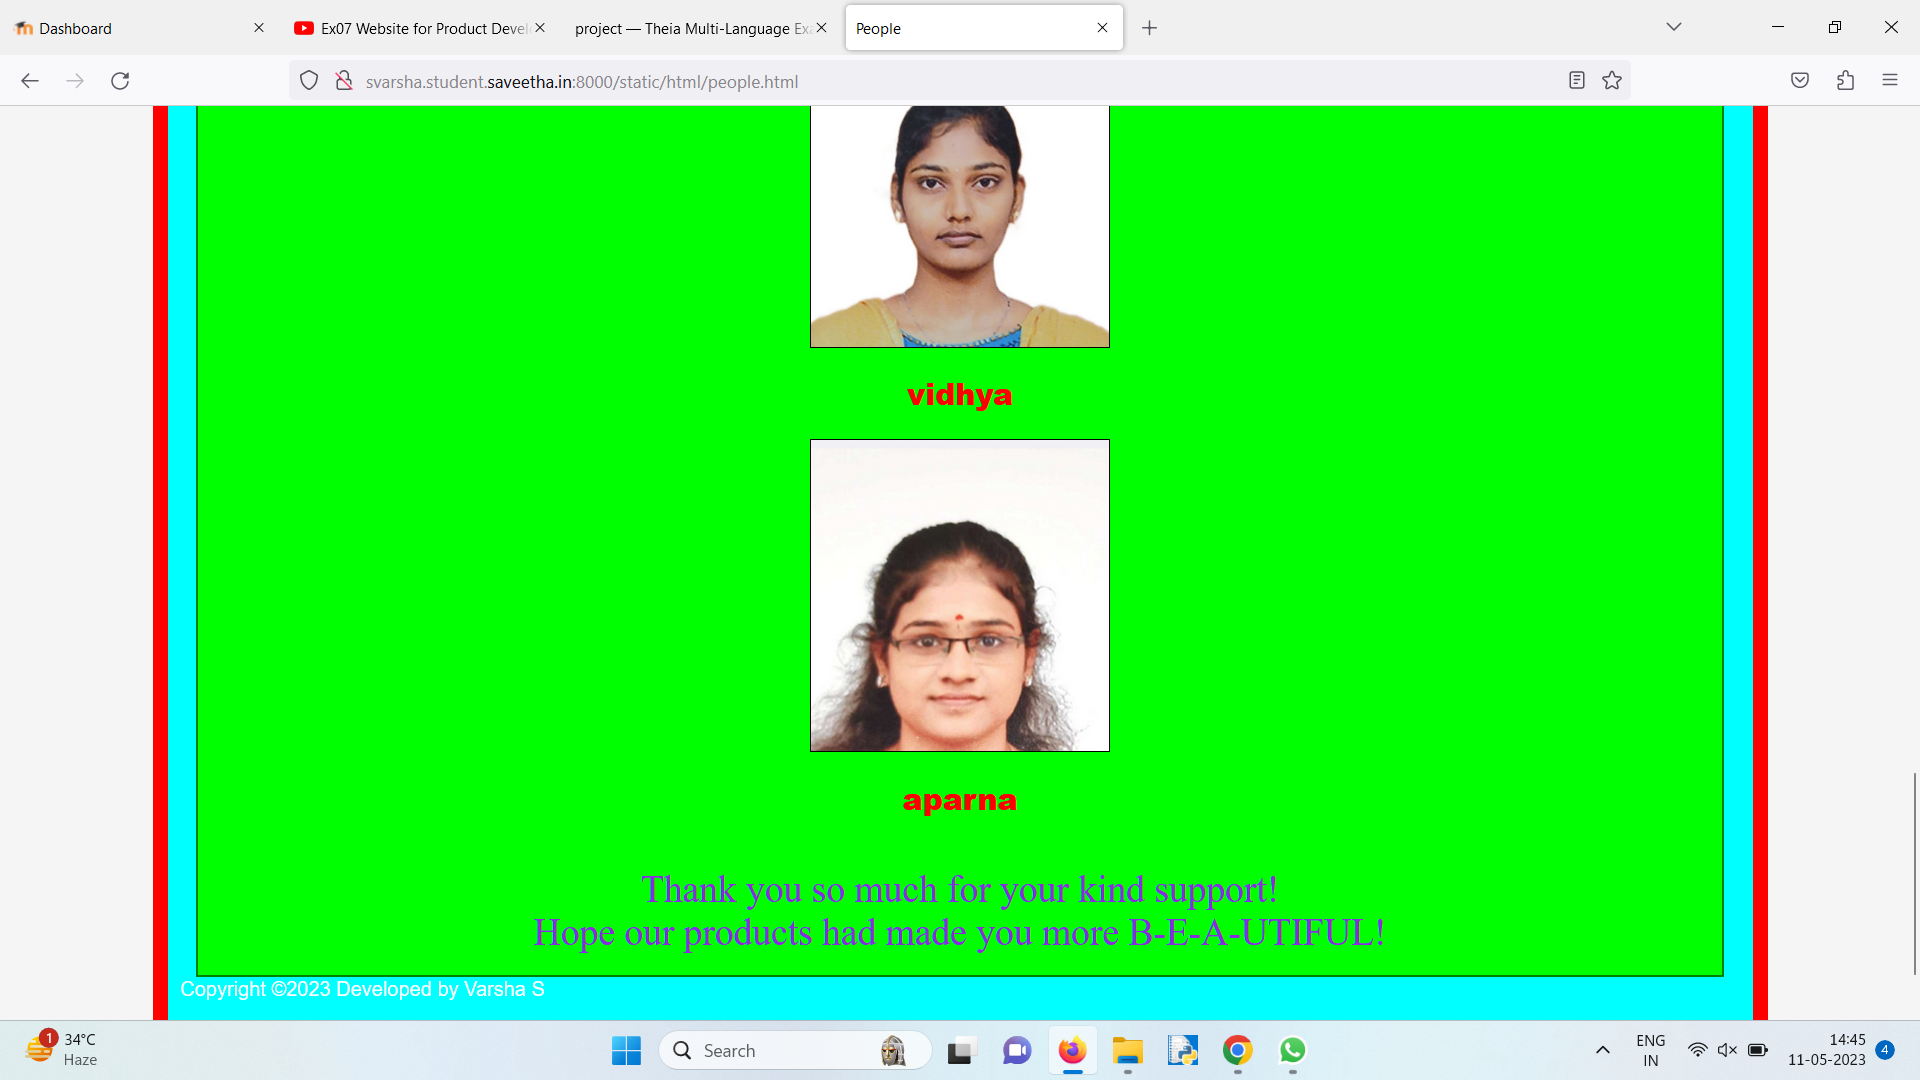 Dashboard
Ex07 Website for Product Devel
project — Theia Multi-Language Exa
People
svarsha.student.saveetha.in:8000/static/html/people.html
vidhya
aparna
Thank you so much for your kind support!
Hope our products had made you more B-E-A-UTIFUL!
Copyright ©2023 Developed by Varsha S
1
34°C
Haze
Search
ENG
IN
14:45
11-05-2023
4